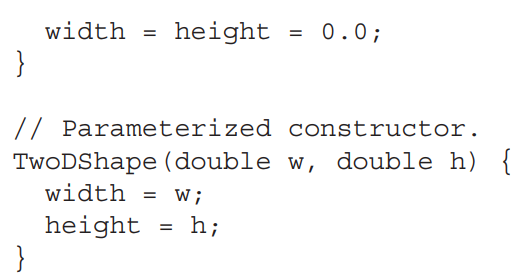 width = height = 0.0;
}
// Parameterized constructor.
TwoDShape(double w, double h) {
width = w;
height = h;
}